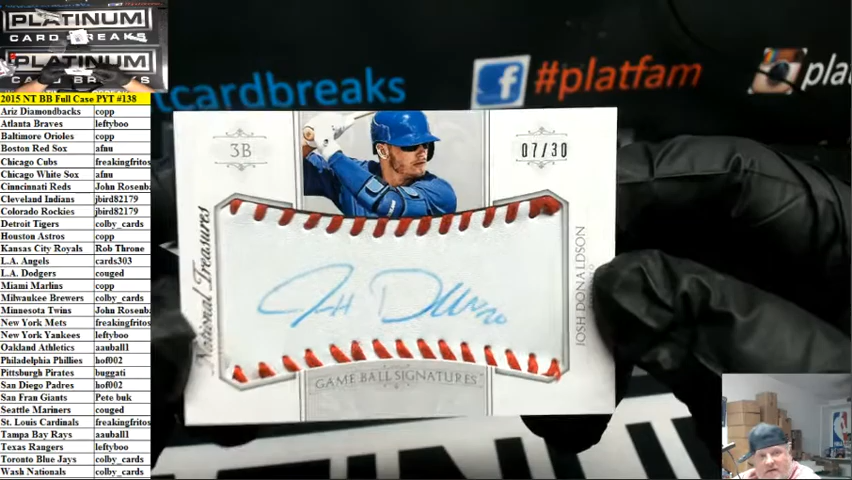 PLATINUM
CARD BREAKS
PLATINUM
CARD BREAKS
2015 NT BB Full Case PYT #138
Ariz Diamondbacks copp
Atlanta Braves leftyboo
Baltimore Orioles copp
Boston Red Sox afnu
Chicago Cubs freakingfritos
Chicago White Sox afnu
Cinncinnati Reds John Rosenb
Cleveland Indians jbird82179
Colorado Rockies jbird82179
Detroit Tigers colby_cards
Houston Astros copp
Kansas City Royals Rob Throne
L.A. Angels cards303
L.A. Dodgers couged
Miami Marlins copp
Milwaukee Brewers colby_cards
Minnesota Twins John Rosenb
New York Mets freakingfritos
New York Yankees leftyboo
Oakland Athletics aauball1
Philadelphia Phillies hof002
Pittsburgh Pirates buggati
San Diego Padres hof002
San Fran Giants Pete buk
Seattle Mariners couged
St. Louis Cardinals freakingfritos
Tampa Bay Rays aauball1
Texas Rangers leftyboo
Toronto Blue Jays colby_cards
Wash Nationals colby_cards
tcardbreaks
f #platfam
pla
3B
07/30
National Treasures
JOSH DONALDSON
GAME BALL SIGNATURES